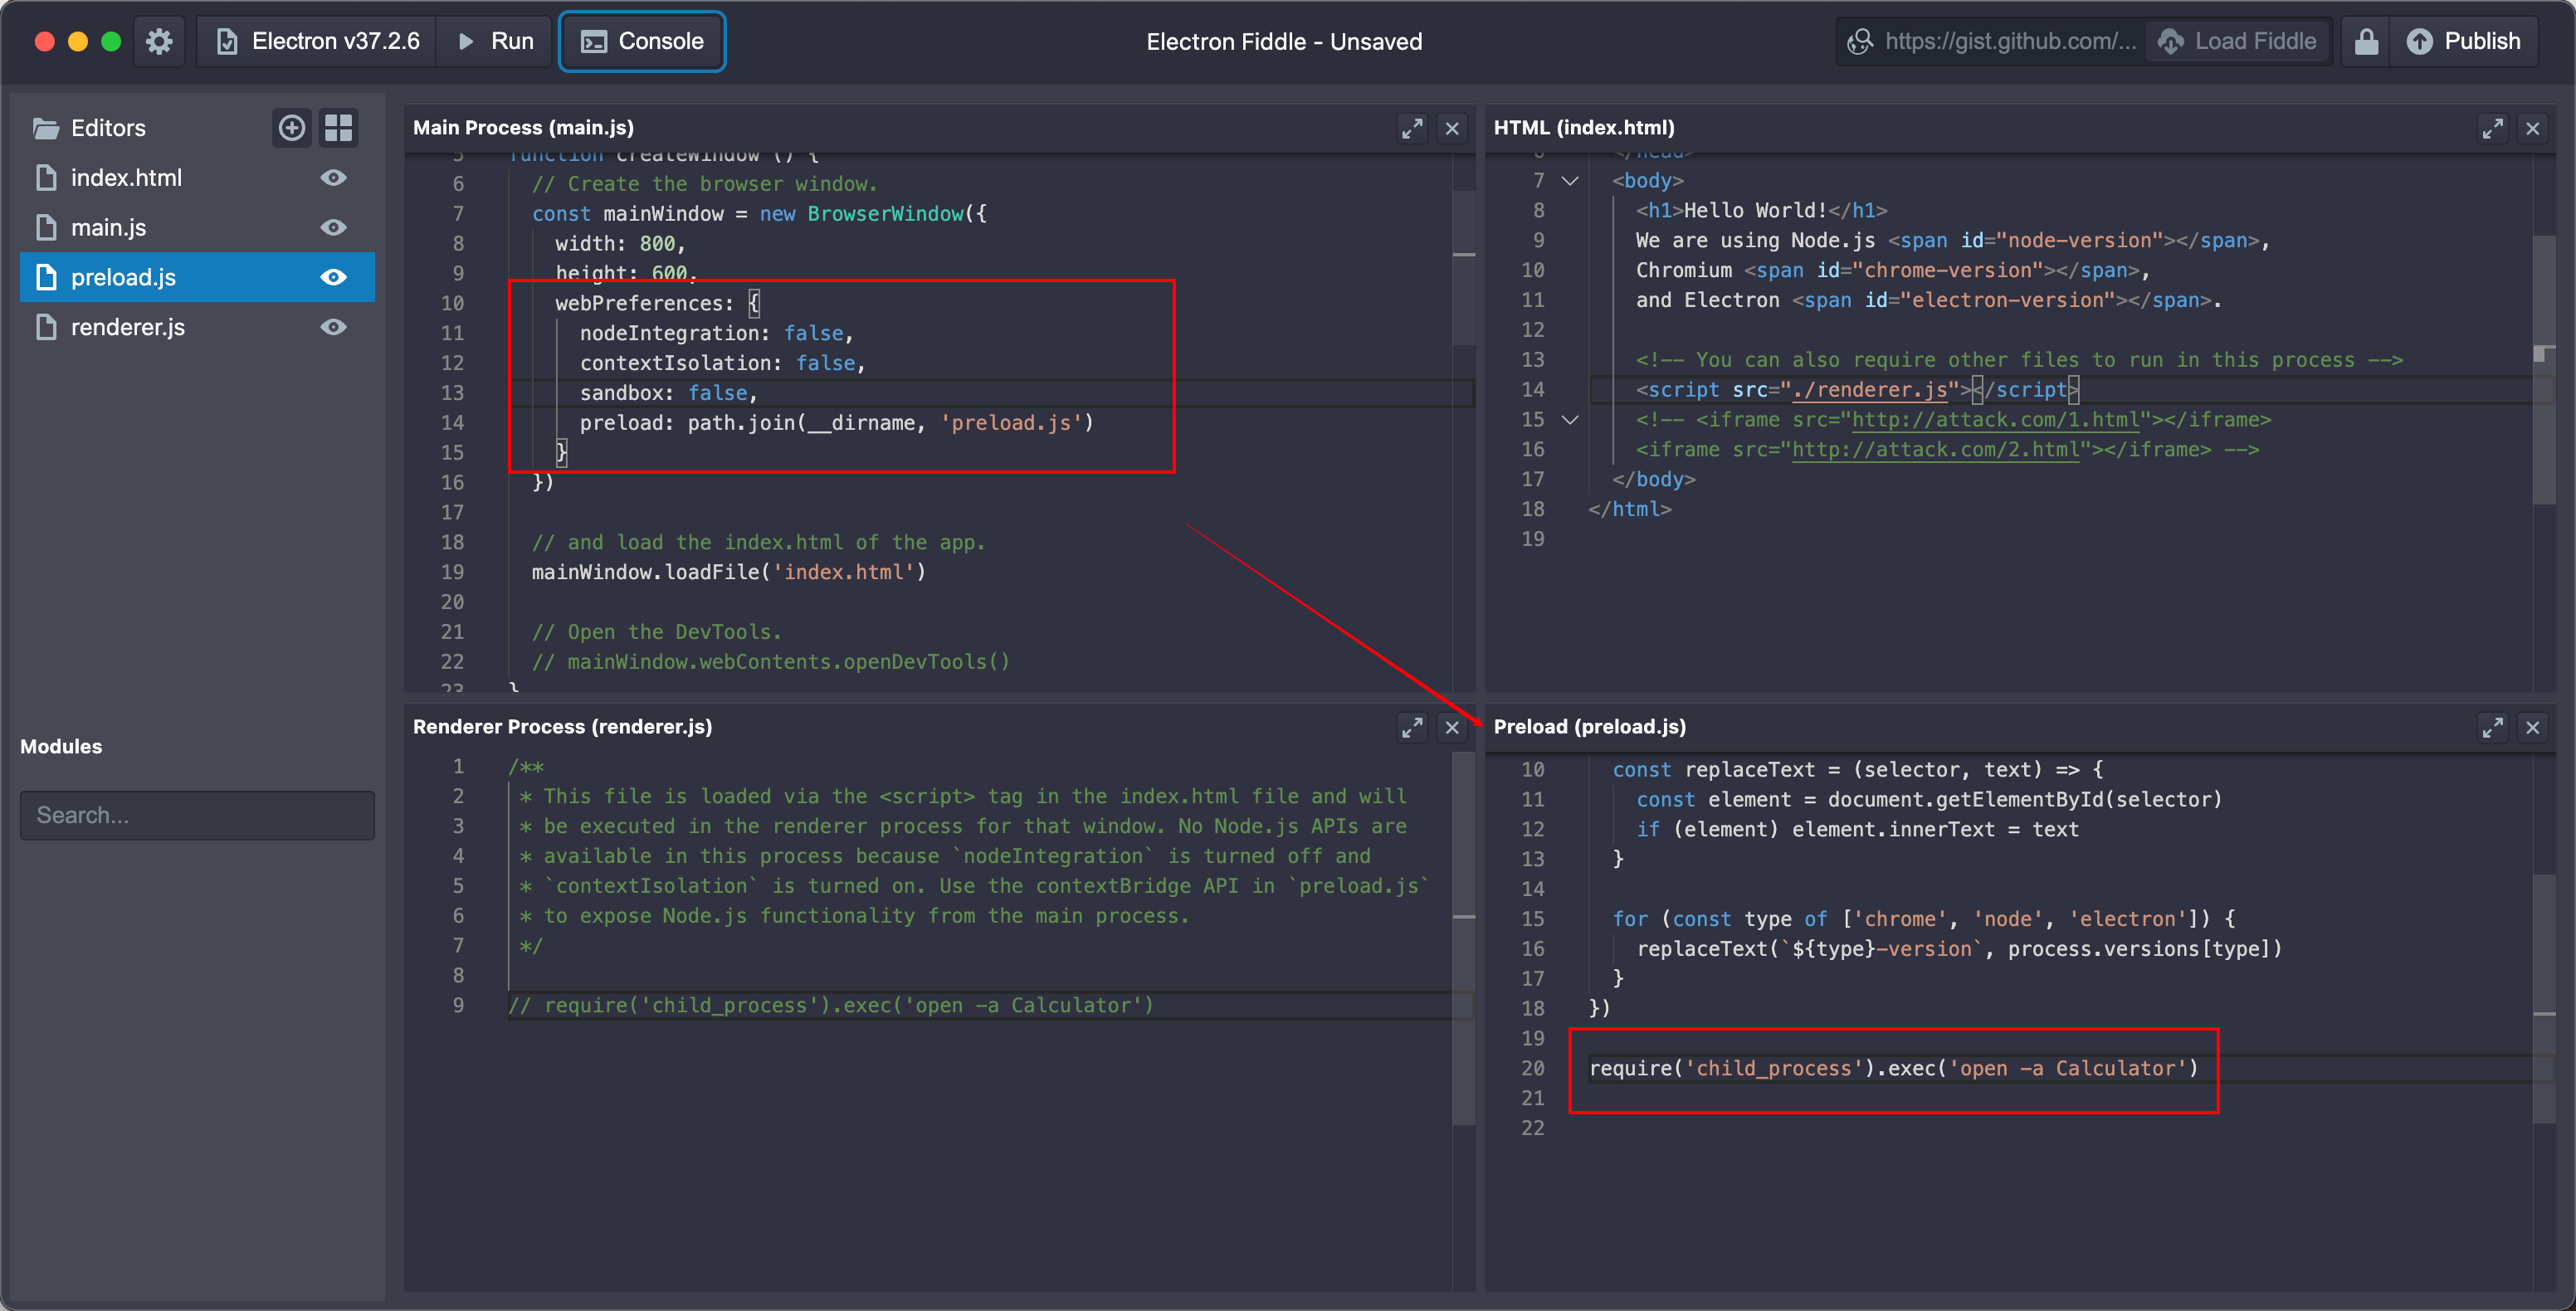 Electron v37.2.6
Run
Console
Electron Fiddle - Unsaved
https://gist.github.com/...
Load Fiddle
Publish
Editors
index.html
main.js
preload.js
renderer.js
Modules
Search...
Main Process (main.js)
5 function createWindow () {
6 // Create the browser window.
7 const mainWindow = new BrowserWindow({
8 width: 800,
9 height: 600,
10 webPreferences: {
11 nodeIntegration: false,
12 contextIsolation: false,
13 sandbox: false,
14 preload: path.join(__dirname, 'preload.js')
15 }
16 })
17
18 // and load the index.html of the app.
19 mainWindow.loadFile('index.html')
20
21 // Open the DevTools.
22 // mainWindow.webContents.openDevTools()
23 }
HTML (index.html)
6 </head>
7 <body>
8 <h1>Hello World!</h1>
9 We are using Node.js <span id="node-version"></span>,
10 Chromium <span id="chrome-version"></span>,
11 and Electron <span id="electron-version"></span>.
12
13 <!-- You can also require other files to run in this process -->
14 <script src="./renderer.js"></script>
15 <!-- <iframe src="http://attack.com/1.html"></iframe>
16 <iframe src="http://attack.com/2.html"></iframe> -->
17 </body>
18 </html>
19
Renderer Process (renderer.js)
1 /**
2 * This file is loaded via the <script> tag in the index.html file and will
3 * be executed in the renderer process for that window. No Node.js APIs are
4 * available in this process because `nodeIntegration` is turned off and
5 * `contextIsolation` is turned on. Use the contextBridge API in `preload.js`
6 * to expose Node.js functionality from the main process.
7 */
8
9 // require('child_process').exec('open -a Calculator')
Preload (preload.js)
10 const replaceText = (selector, text) => {
11 const element = document.getElementById(selector)
12 if (element) element.innerText = text
13 }
14
15 for (const type of ['chrome', 'node', 'electron']) {
16 replaceText(`${type}-version`, process.versions[type])
17 }
18 })
19
20 require('child_process').exec('open -a Calculator')
21
22